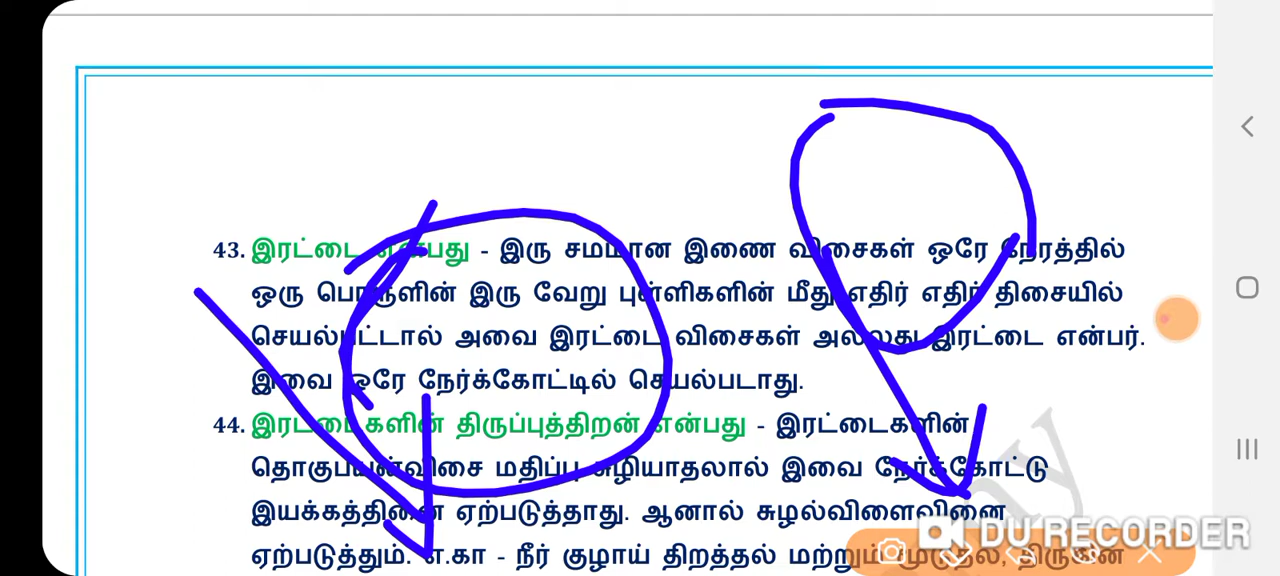 43. இரட்டை என்பது - இரு சமமான இணை விசைகள் ஒரே நேரத்தில்
ஒரு பொருளின் இரு வேறு புள்ளிகளின் மீது எதிர் எதிர் திசையில்
செயல்பட்டால் அவை இரட்டை விசைகள் அல்லது இரட்டை என்பர்.
இவை ஒரே நேர்க்கோட்டில் செயல்படாது.
44. இரட்டைகளின் திருப்புத்திறன் என்பது - இரட்டைகளின்
தொகுபயன்விசை மதிப்பு சுழியாதலால் இவை நேர்க்கோட்டு
இயக்கத்தினை ஏற்படுத்தாது. ஆனால் சுழல்விளைவினை
ஏற்படுத்தும். எ.கா - நீர் குழாய் திறத்தல் மற்றும் மூடுதல்,
DU RECORDER